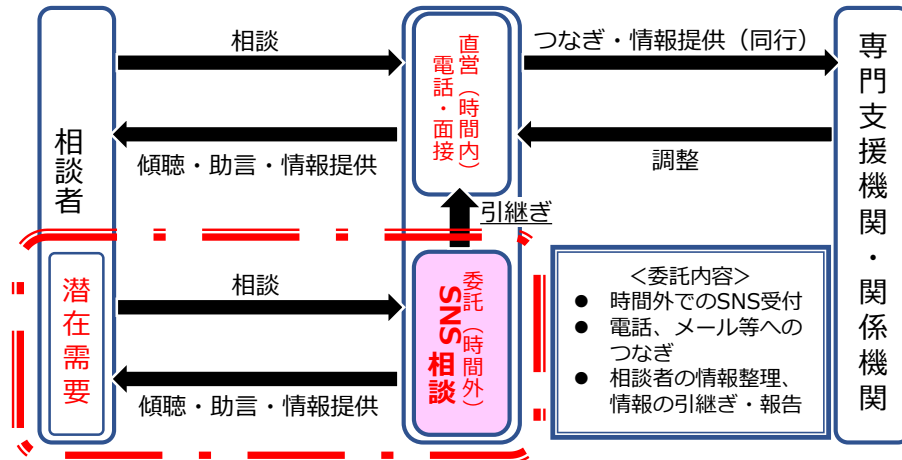 相談者
相談
傾聴・助言・情報提供
直営（時間内）
電話・面接
つなぎ・情報提供（同行）
調整
専門支援機関・関係機関
引継ぎ
潜在需要
相談
傾聴・助言・情報提供
委託（時間外）
SNS相談
＜委託内容＞
● 時間外でのSNS受付
● 電話、メール等への
つなぎ
● 相談者の情報整理、
情報の引継ぎ・報告